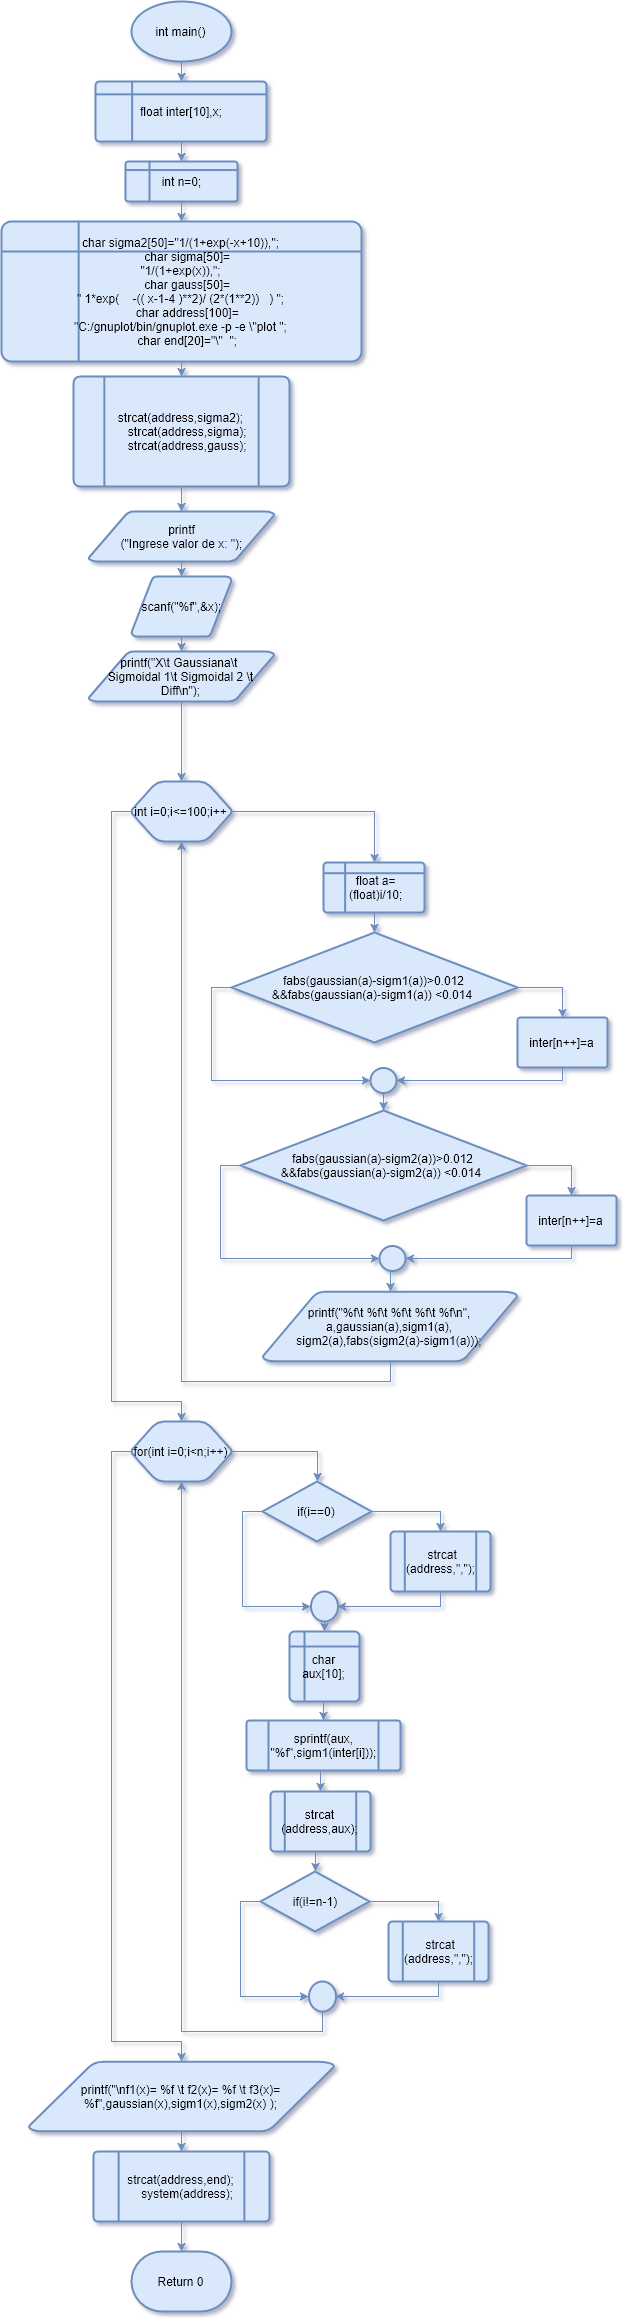 int main()
float inter[10],x;
int n=0;
char sigma2[50]="1/(1+exp(-x+10)),";
char sigma[50]=
"1/(1+exp(x)),";
char gauss[50]=
" 1*exp(    -(( x-1-4 )**2)/ (2*(1**2))   ) ";
char address[100]=
"C:/gnuplot/bin/gnuplot.exe -p -e \"plot ";
char end[20]="\"  ";
strcat(address,sigma2);
strcat(address,sigma);
strcat(address,gauss);
printf
("Ingrese valor de x: ");
scanf("%f",&x);
printf("X\t Gaussiana\t
Sigmoidal 1\t Sigmoidal 2 \t
Diff\n");
int i=0;i<=100;i++
float a=
(float)i/10;
fabs(gaussian(a)-sigm1(a))>0.012
&&fabs(gaussian(a)-sigm1(a)) <0.014
inter[n++]=a
fabs(gaussian(a)-sigm2(a))>0.012
&&fabs(gaussian(a)-sigm2(a)) <0.014
inter[n++]=a
printf("%f\t %f\t %f\t %f\t %f\n",
a,gaussian(a),sigm1(a),
sigm2(a),fabs(sigm2(a)-sigm1(a)));
for(int i=0;i<n;i++)
if(i==0)
strcat
(address,",");
char
aux[10];
sprintf(aux,
"%f",sigm1(inter[i]));
strcat
(address,aux);
if(i!=n-1)
strcat
(address,",");
printf("\nf1(x)= %f \t f2(x)= %f \t f3(x)=
%f",gaussian(x),sigm1(x),sigm2(x) );
strcat(address,end);
system(address);
Return 0